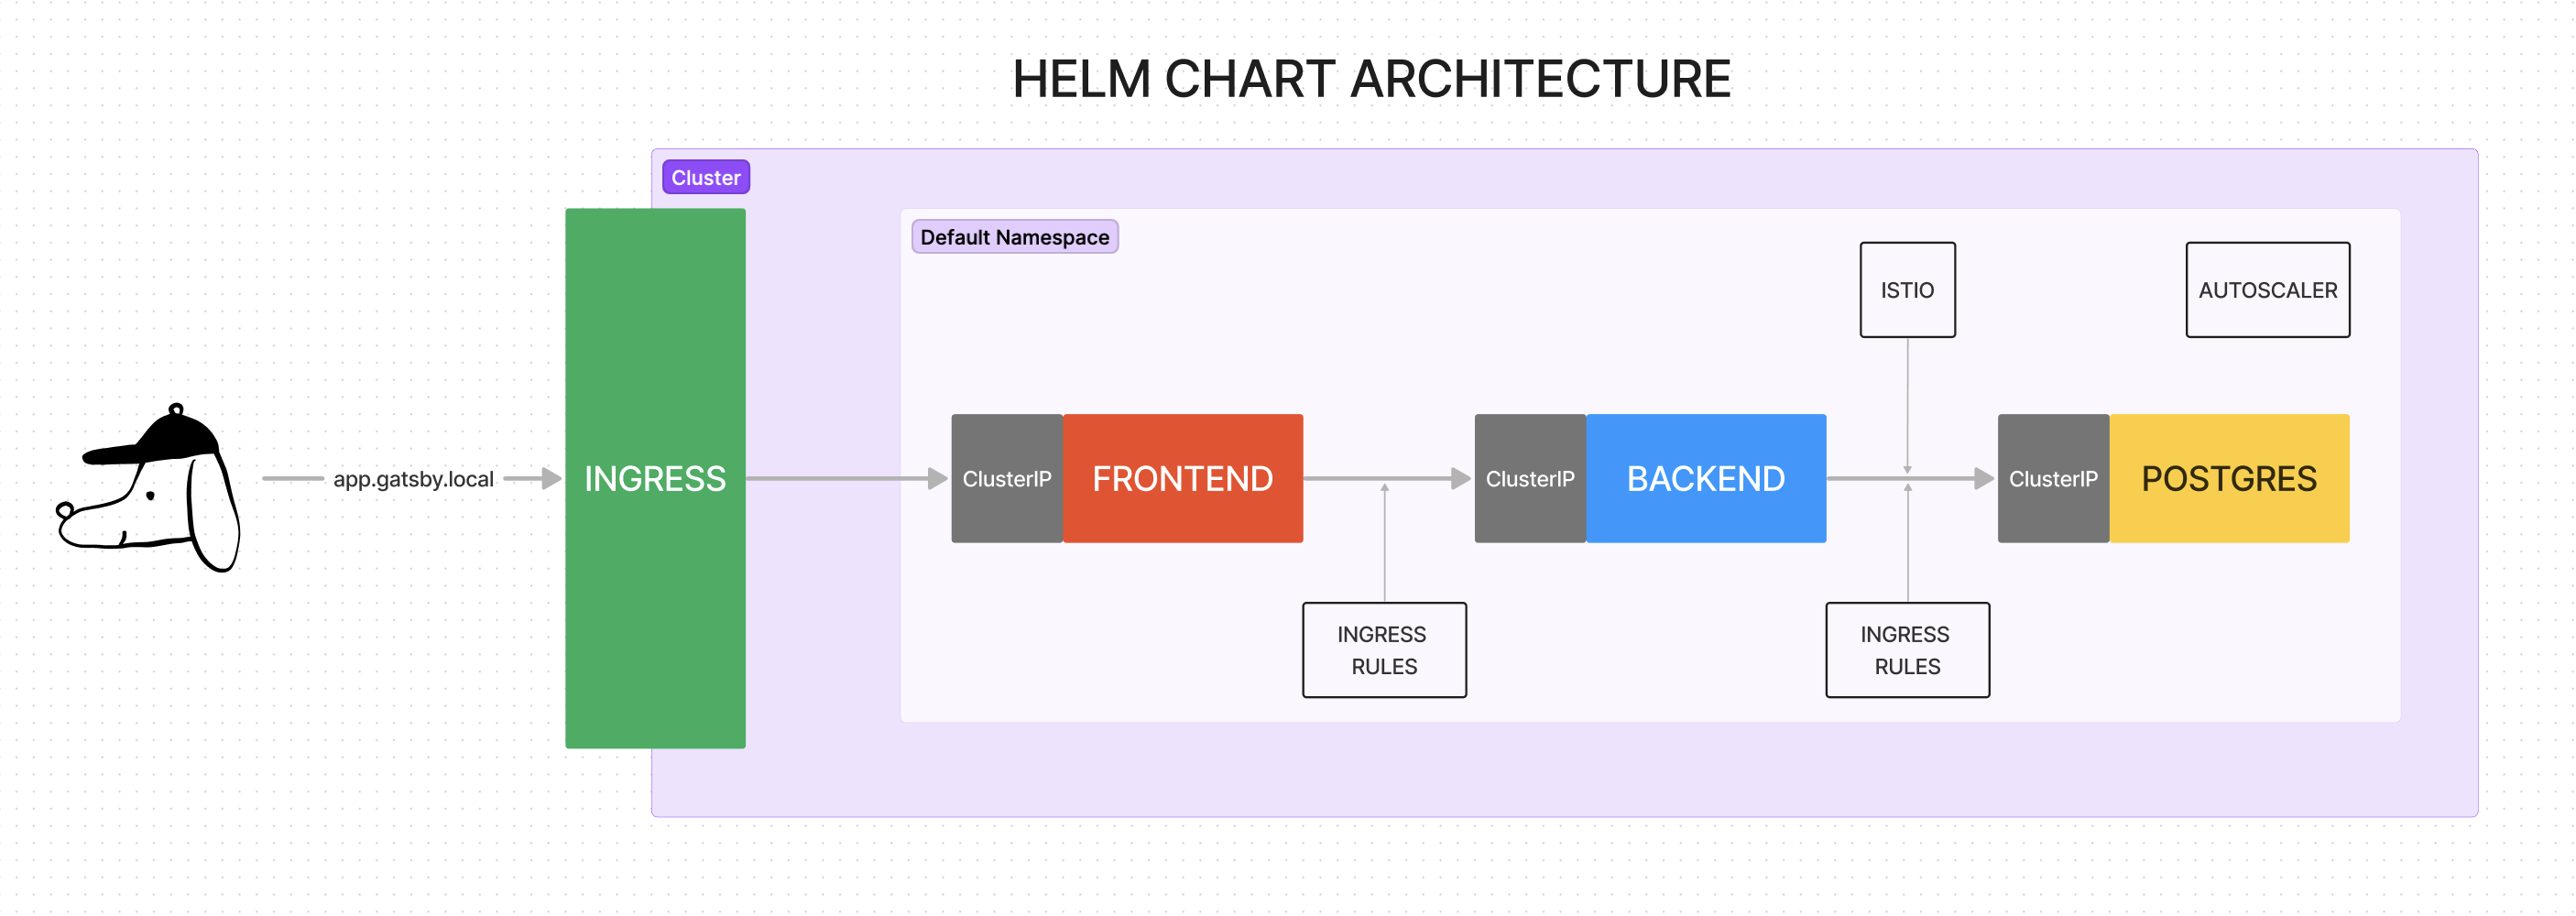 HELM CHART ARCHITECTURE
Cluster
Default Namespace
ISTIO
AUTOSCALER
app.gatsby.local
INGRESS
ClusterIP
FRONTEND
ClusterIP
BACKEND
ClusterIP
POSTGRES
INGRESS
RULES
INGRESS
RULES